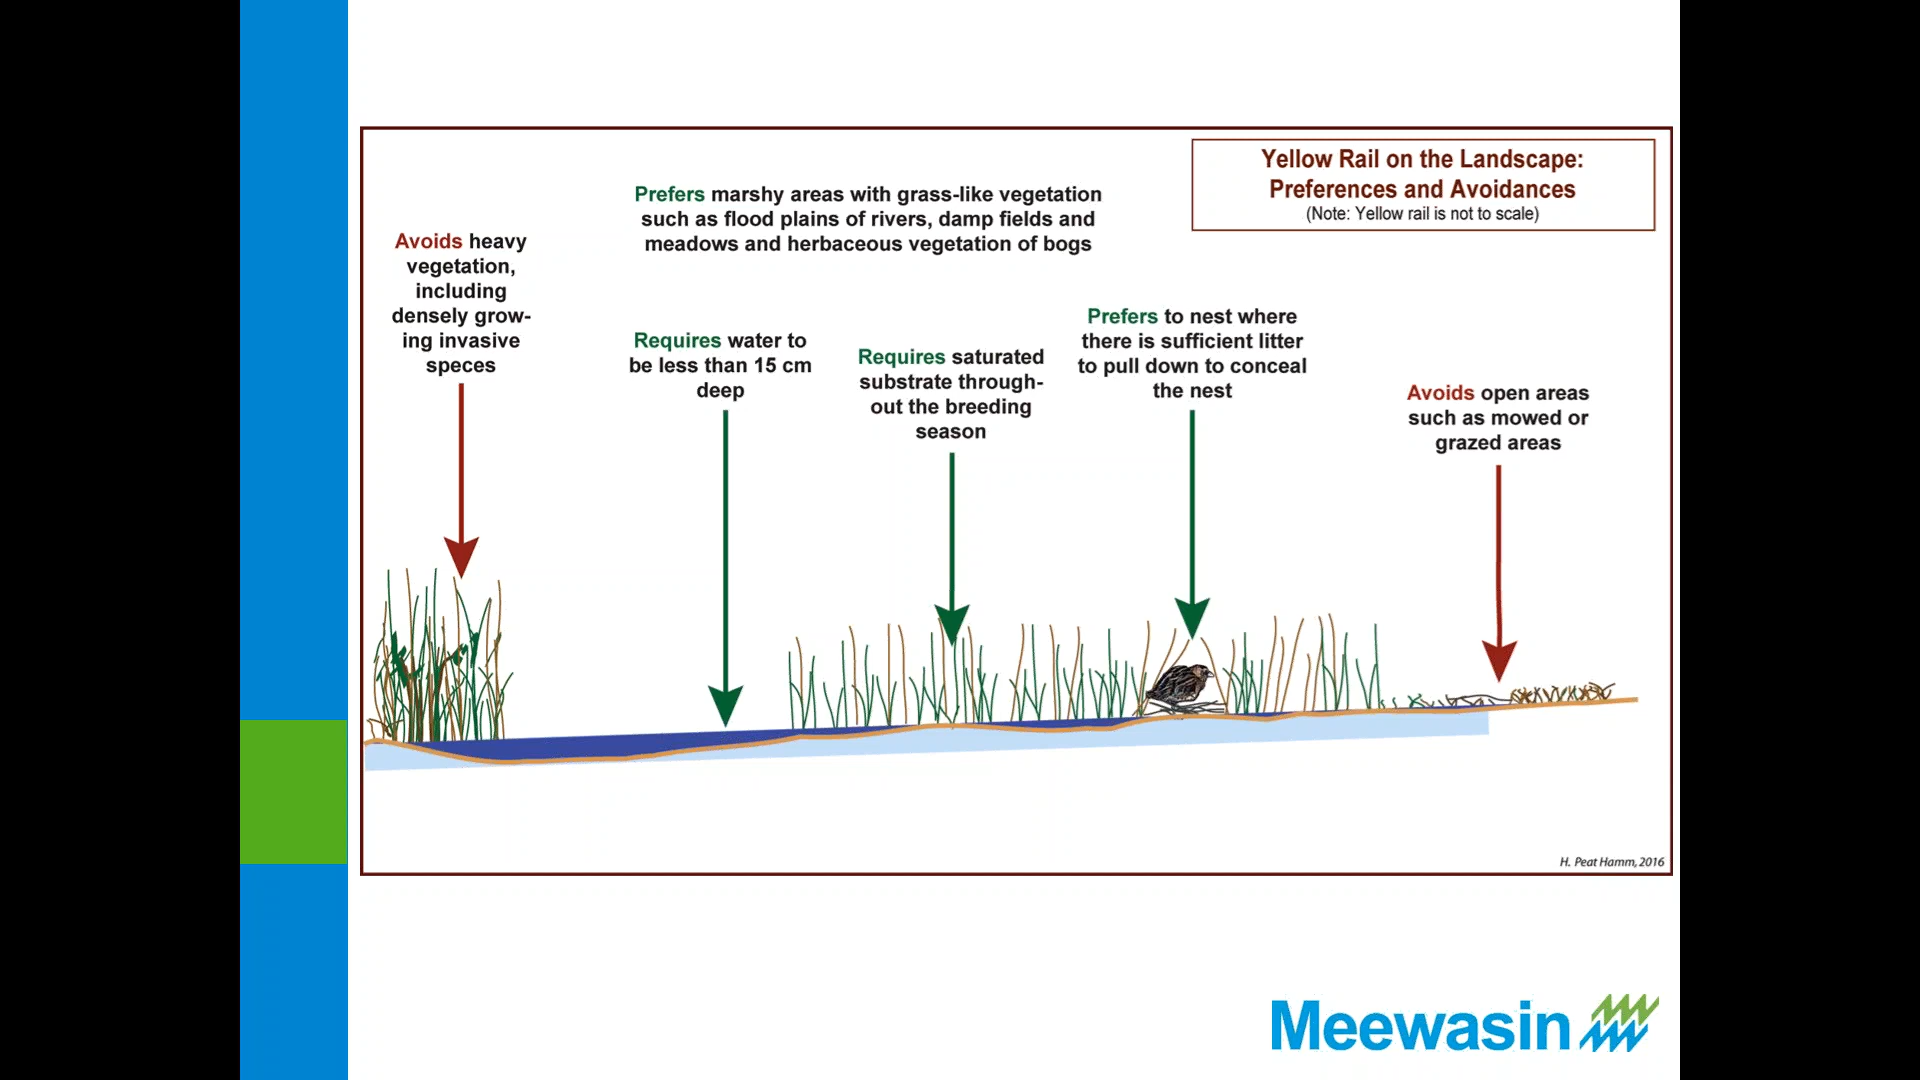 Yellow Rail on the Landscape:
Preferences and Avoidances
(Note: Yellow rail is not to scale)
Prefers marshy areas with grass-like vegetation
such as flood plains of rivers, damp fields and
meadows and herbaceous vegetation of bogs
Avoids heavy
vegetation,
including
densely grow-
ing invasive
speces
Requires water to
be less than 15 cm
deep
Requires saturated
substrate through-
out the breeding
season
Prefers to nest where
there is sufficient litter
to pull down to conceal
the nest
Avoids open areas
such as mowed or
grazed areas
H. Peat Hamm, 2016
Meewasin